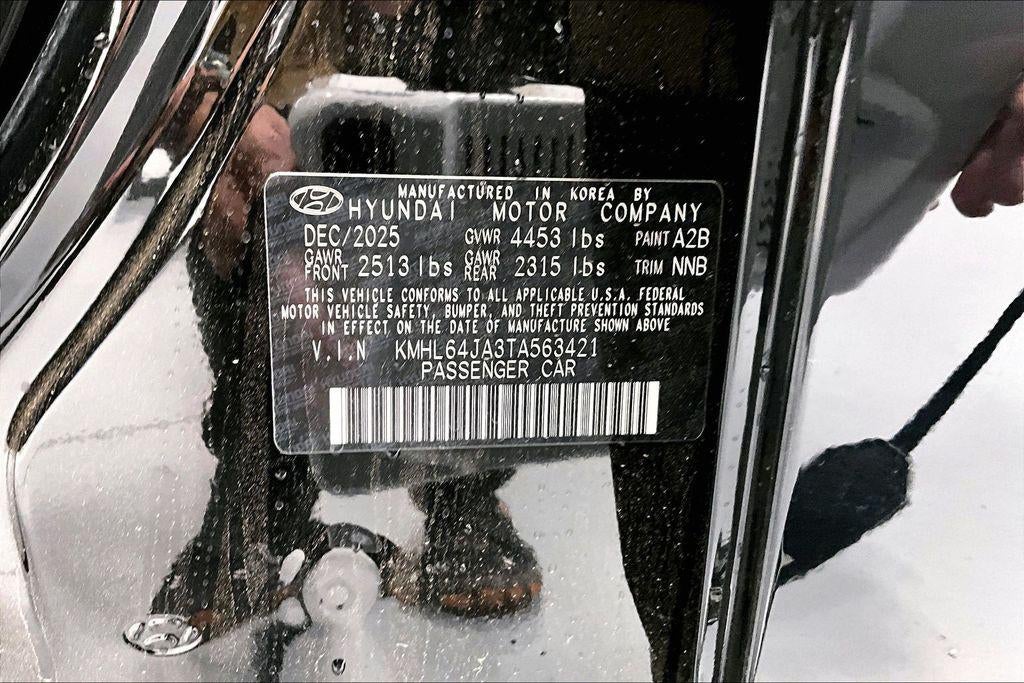 MANUFACTURED IN KOREA BY
HYUNDAI MOTOR COMPANY
DEC/2025 GVWR 4453 lbs PAINT A2B
GAWR FRONT 2513 lbs GAWR REAR 2315 lbs TRIM NNB
THIS VEHICLE CONFORMS TO ALL APPLICABLE U.S.A. FEDERAL
MOTOR VEHICLE SAFETY, BUMPER, AND THEFT PREVENTION STANDARDS
IN EFFECT ON THE DATE OF MANUFACTURE SHOWN ABOVE
V.I.N KMHL64JA3TA563421
PASSENGER CAR